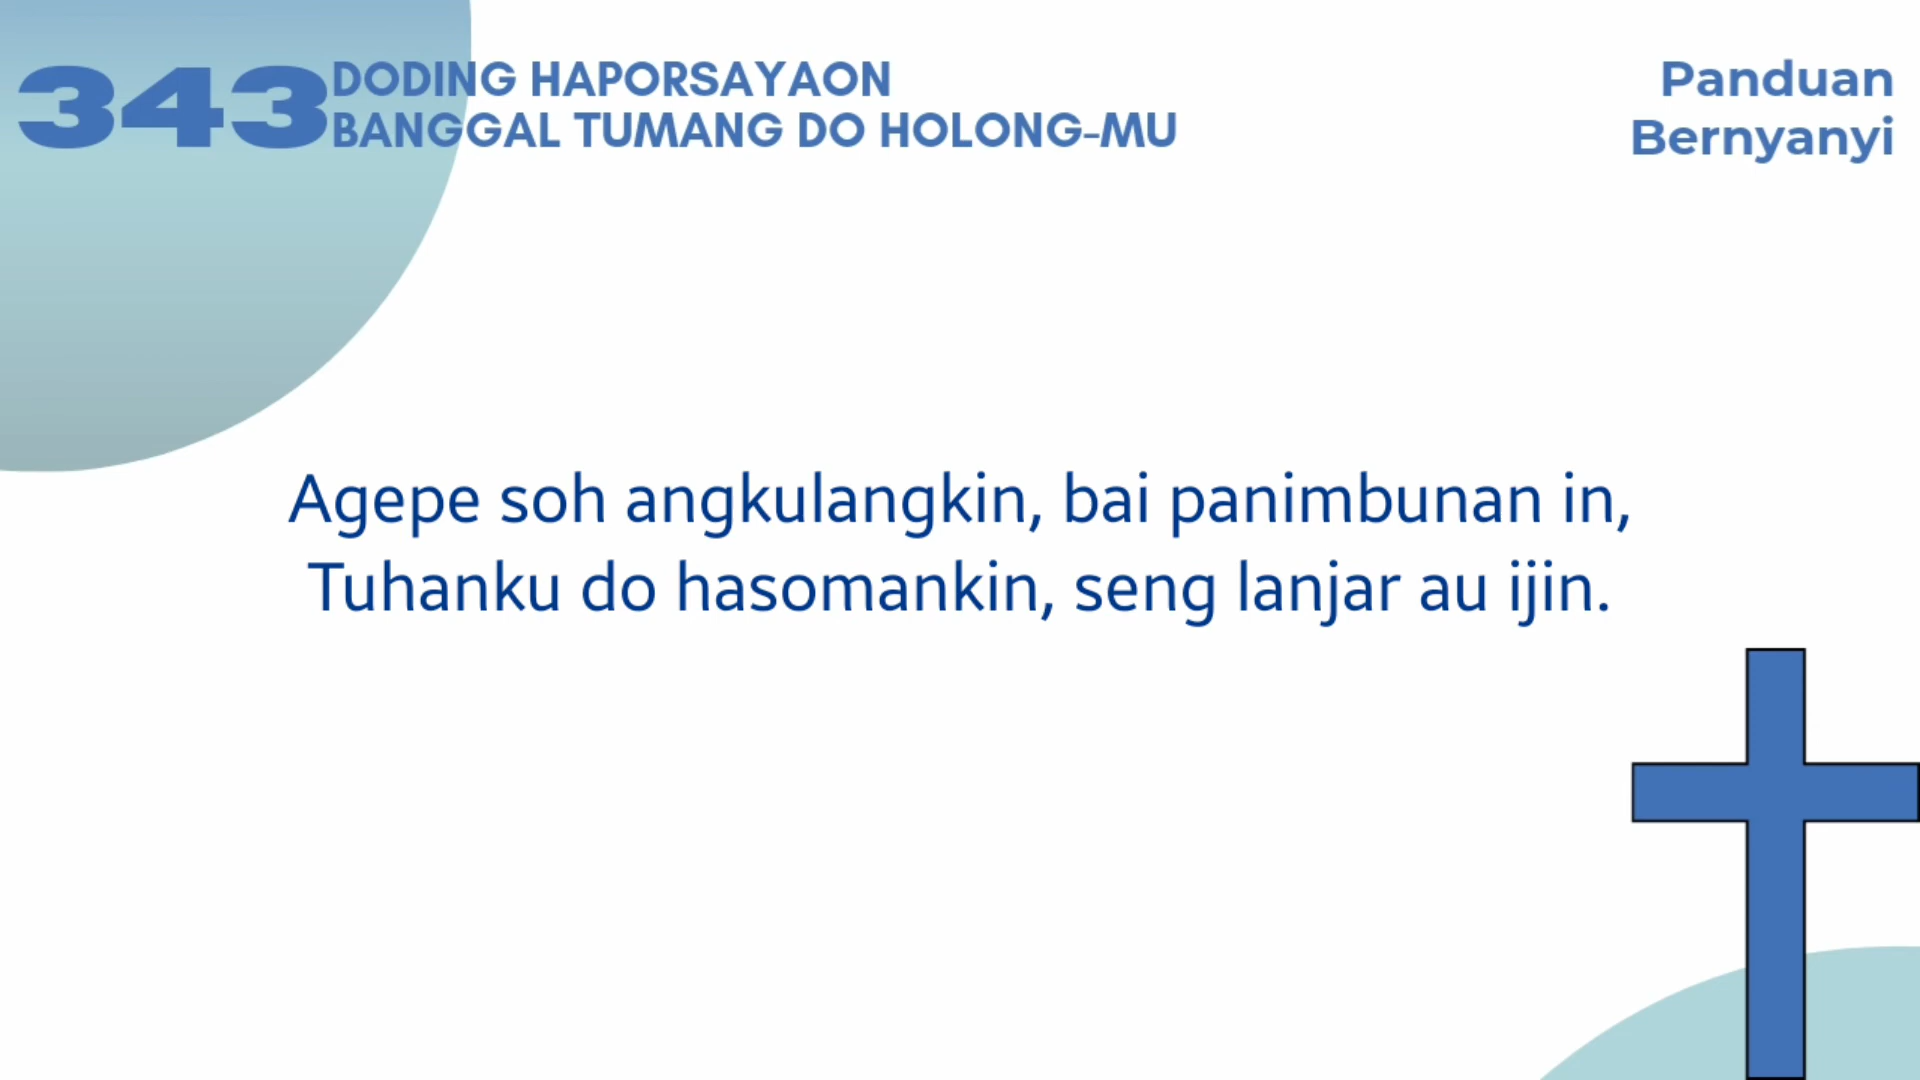 343
DODING HAPORSAYAON
BANGGAL TUMANG DO HOLONG-MU
Panduan
Bernyanyi
Agepe soh angkulangkin, bai panimbunan in,
Tuhanku do hasomankin, seng lanjar au ijin.